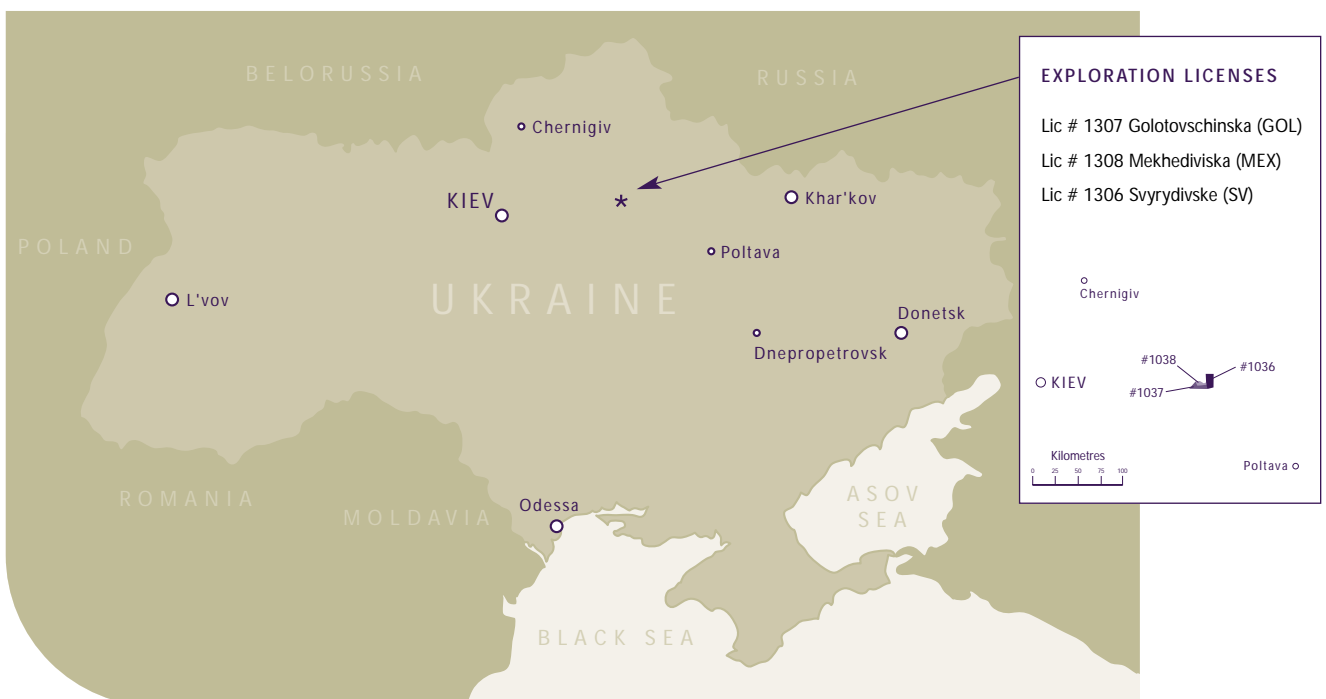 BELORUSSIA
RUSSIA
Chernigiv
KIEV
*
Khar'kov
POLAND
Poltava
L'vov
UKRAINE
Donetsk
Dnepropetrovsk
ROMANIA
MOLDAVIA
Odessa
ASOV
SEA
BLACK SEA
EXPLORATION LICENSES
Lic # 1307 Golotovschinska (GOL)
Lic # 1308 Mekhediviska (MEX)
Lic # 1306 Svyrydivske (SV)
Chernigiv
#1038
#1036
KIEV
#1037
Kilometres
0 25 50 75 100
Poltava